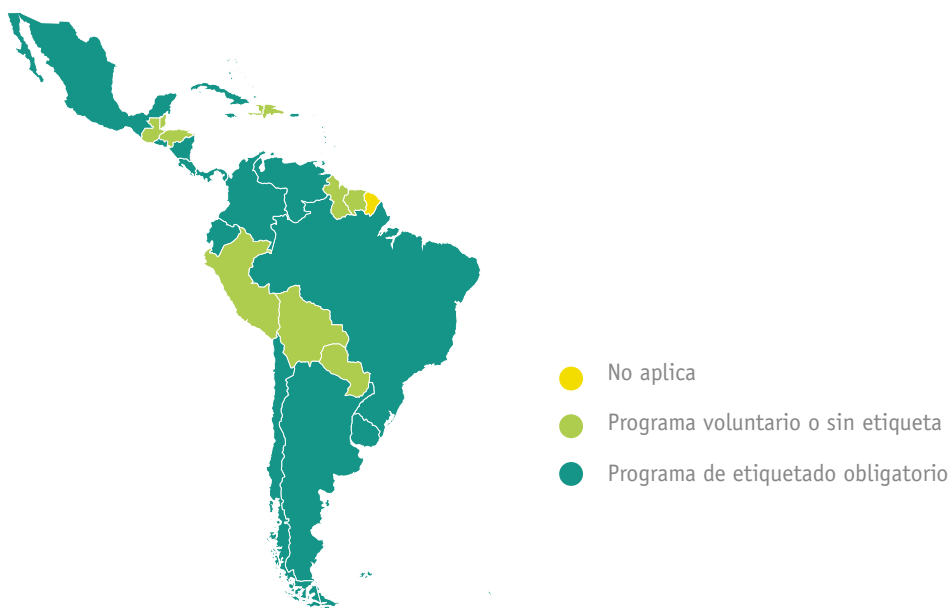 No aplica
Programa voluntario o sin etiqueta
Programa de etiquetado obligatorio